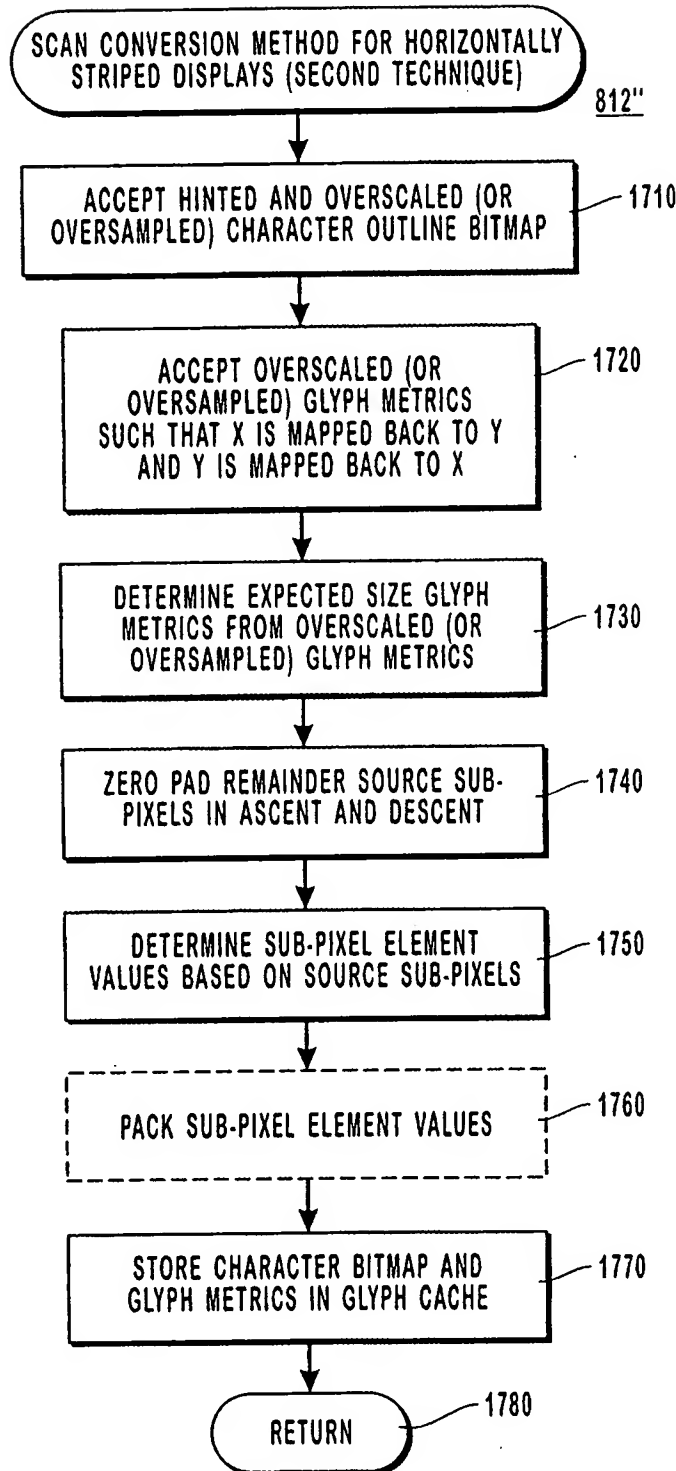 SCAN CONVERSION METHOD FOR HORIZONTALLY
STRIPED DISPLAYS (SECOND TECHNIQUE)
812"
ACCEPT HINTED AND OVERSCALED (OR
OVERSAMPLED) CHARACTER OUTLINE BITMAP
1710
ACCEPT OVERSCALED (OR
OVERSAMPLED) GLYPH METRICS
SUCH THAT X IS MAPPED BACK TO Y
AND Y IS MAPPED BACK TO X
1720
DETERMINE EXPECTED SIZE GLYPH
METRICS FROM OVERSCALED (OR
OVERSAMPLED) GLYPH METRICS
1730
ZERO PAD REMAINDER SOURCE SUB-
PIXELS IN ASCENT AND DESCENT
1740
DETERMINE SUB-PIXEL ELEMENT
VALUES BASED ON SOURCE SUB-PIXELS
1750
PACK SUB-PIXEL ELEMENT VALUES
1760
STORE CHARACTER BITMAP AND
GLYPH METRICS IN GLYPH CACHE
1770
RETURN
1780